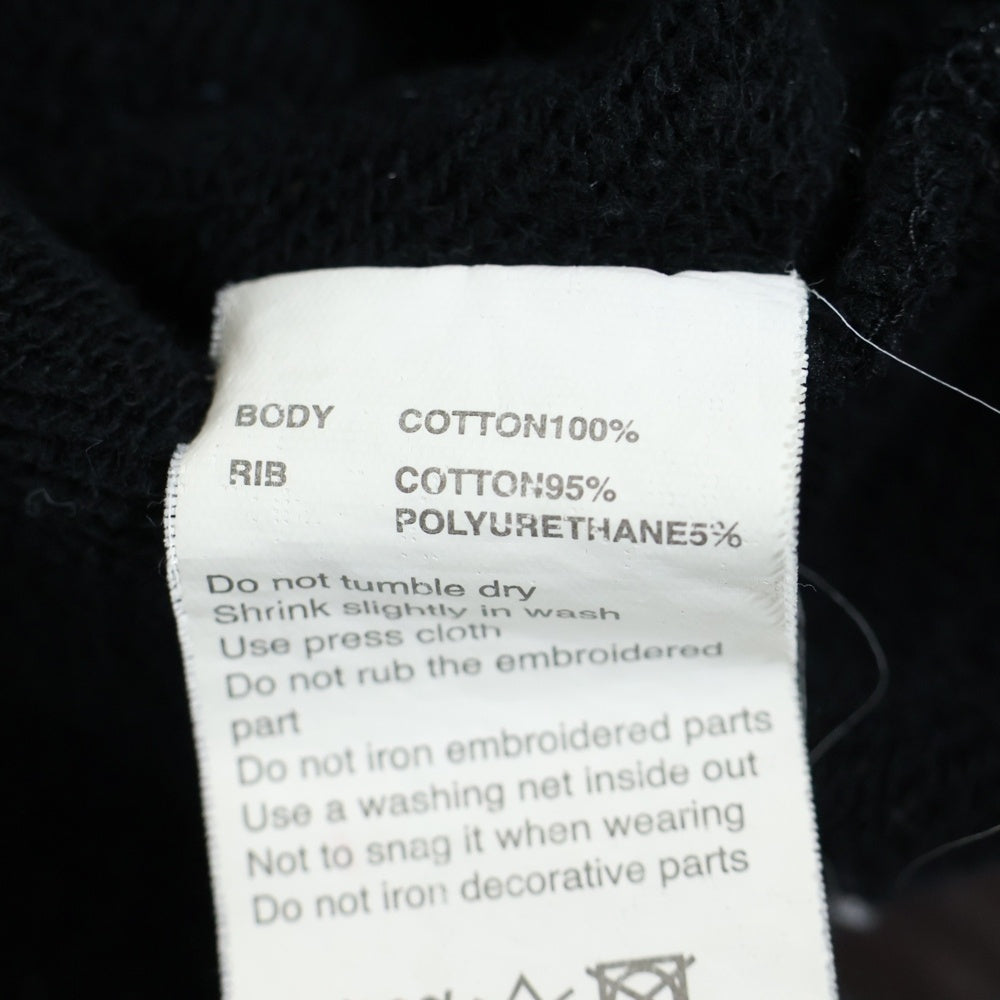 BODY COTTON100%
RIB COTTON95%
POLYURETHANE5%
Do not tumble dry
Shrink slightly in wash
Use press cloth
Do not rub the embroidered
part
Do not iron embroidered parts
Use a washing net inside out
Not to snag it when wearing
Do not iron decorative parts